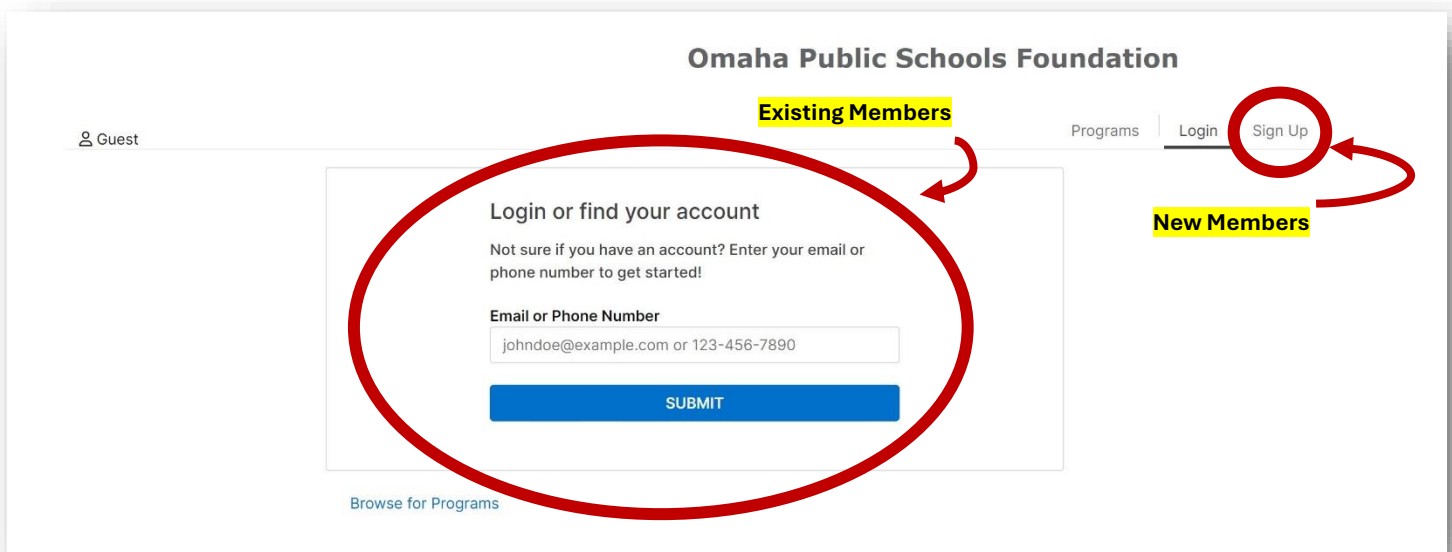 Omaha Public Schools Foundation
Existing Members
Guest
Programs
Login
Sign Up
New Members
Login or find your account
Not sure if you have an account? Enter your email or
phone number to get started!
Email or Phone Number
johndoe@example.com or 123-456-7890
SUBMIT
Browse for Programs